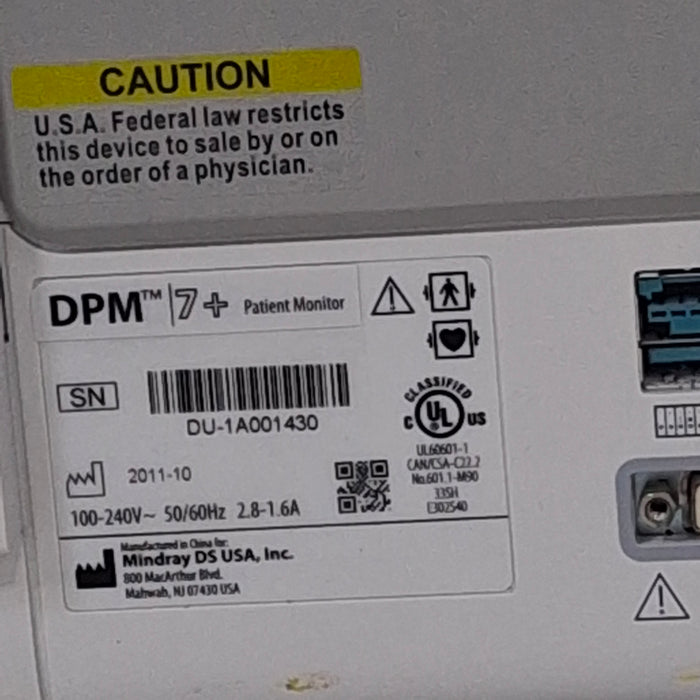 CAUTION
U.S.A. Federal law restricts
this device to sale by or on
the order of a physician.
DPM™ 7+ Patient Monitor
SN
DU-1A001430
2011-10
100-240V~ 50/60Hz 2.8-1.6A
CLASSIFIED
C UL US
UL60601-1
CAN/CSA-C22.2
No.601.1-M90
335H
E302540
Manufactured in China for:
Mindray DS USA, Inc.
800 MacArthur Blvd.
Mahwah, NJ 07430 USA